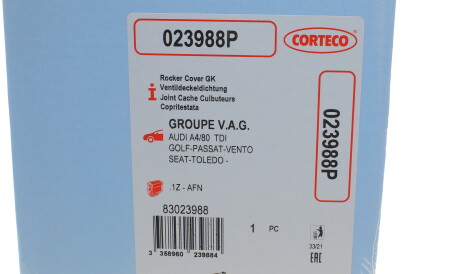 023988P
CORTECO
Rocker Cover GK
Ventildeckeldichtung
Joint Cache Culbuteurs
Copritestata
GROUPE V.A.G.
AUDI A4/80 TDI
GOLF-PASSAT-VENTO
SEAT-TOLEDO -
.1Z - AFN
83023988
1 PC
3 358960 239884
33/21
EAC
023988P